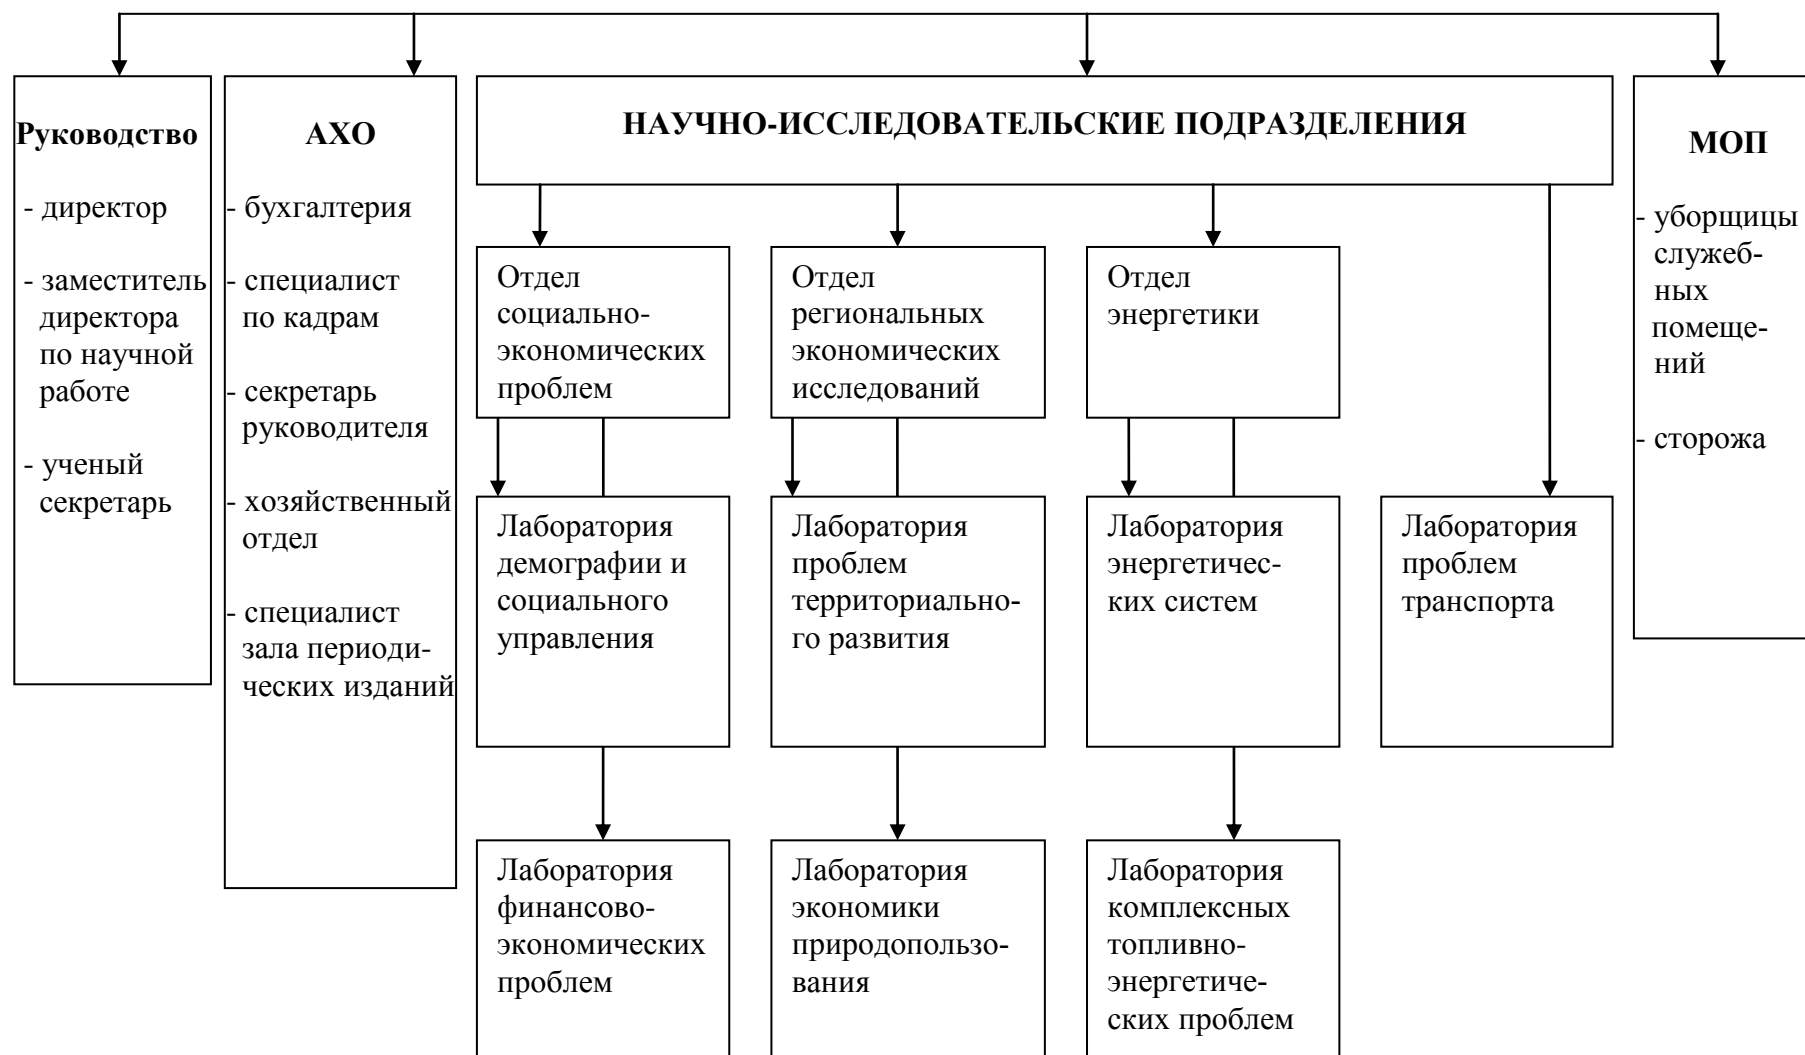 Руководство
- директор
- заместитель
директора
по научной
работе
- ученый
секретарь
АХО
- бухгалтерия
- специалист
по кадрам
- секретарь
руководителя
- хозяйственный
отдел
- специалист
зала периоди-
ческих изданий
НАУЧНО-ИССЛЕДОВАТЕЛЬСКИЕ ПОДРАЗДЕЛЕНИЯ
Отдел
социально-
экономических
проблем
Отдел
региональных
экономических
исследований
Отдел
энергетики
Лаборатория
демографии и
социального
управления
Лаборатория
проблем
территориально-
го развития
Лаборатория
энергетичес-
ких систем
Лаборатория
проблем
транспорта
Лаборатория
финансово-
экономических
проблем
Лаборатория
экономики
природопользо-
вания
Лаборатория
комплексных
топливно-
энергетиче-
ских проблем
МОП
- уборщицы
служеб-
ных
помеще-
ний
- сторожа